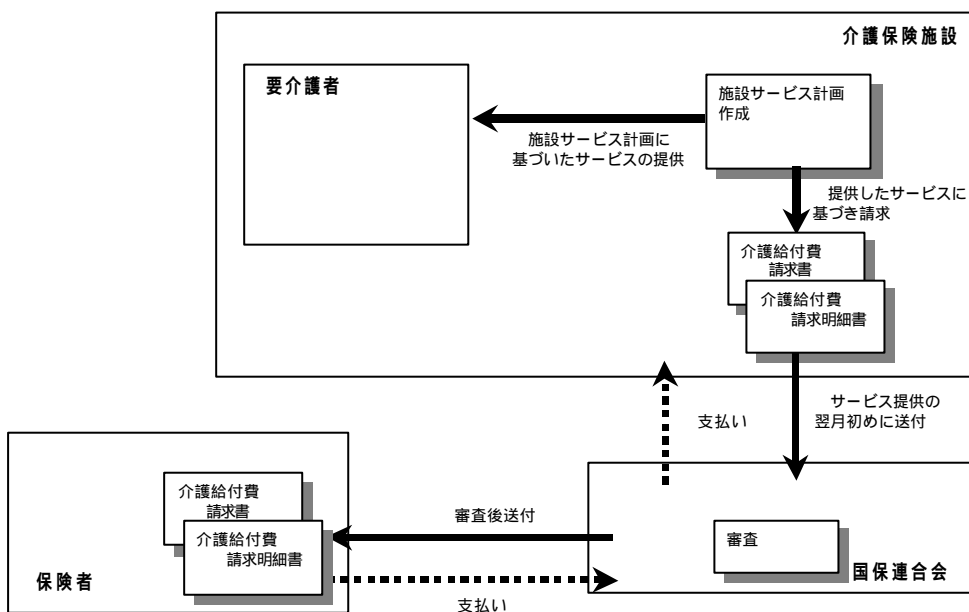 介護保険施設
要介護者
施設サービス計画
作成
施設サービス計画に
基づいたサービスの提供
提供したサービスに
基づき請求
介護給付費
請求書
介護給付費
請求明細書
サービス提供の
翌月初めに送付
支払い
介護給付費
請求書
介護給付費
請求明細書
保険者
審査後送付
支払い
審査
国保連合会